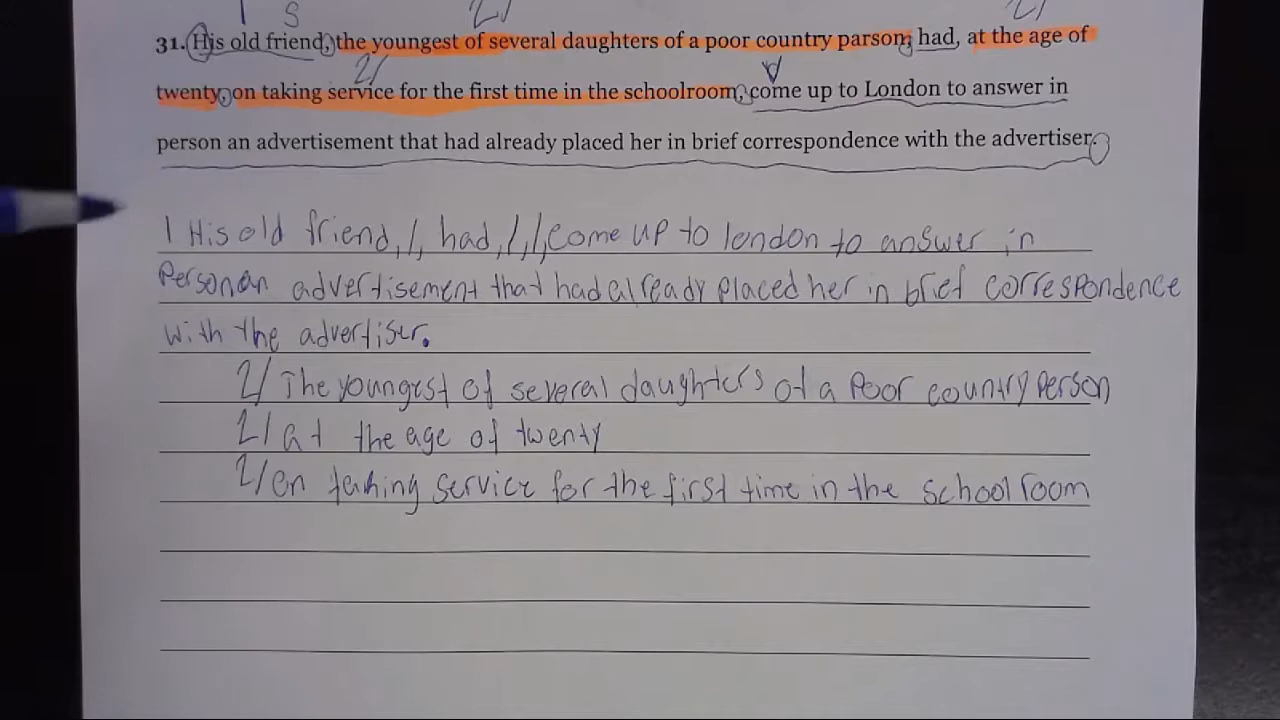 1 S 2/ 2/
31. His old friend, the youngest of several daughters of a poor country parson, had, at the age of
2/ v
twenty, on taking service for the first time in the schoolroom, come up to London to answer in
person an advertisement that had already placed her in brief correspondence with the advertiser.
1 His old friend, /, had, /, /, come up to london to answer in
person an advertisement that had already placed her in brief correspondence
with the advertiser.
2/ The youngest of several daughters of a poor country person
2/ at the age of twenty
2/ on taking service for the first time in the schoolroom